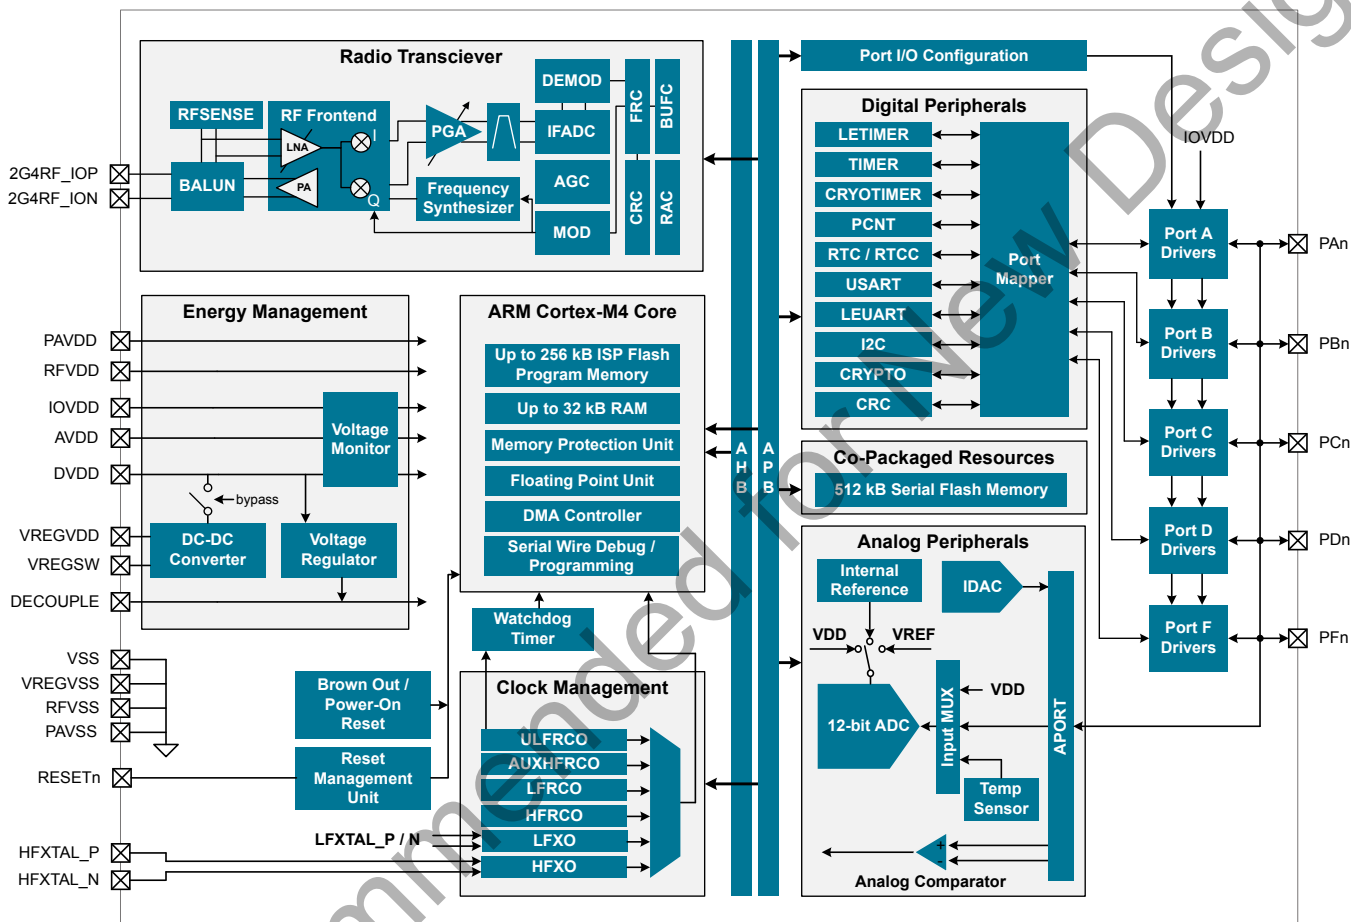 Radio Transciever
RFSENSE
RF Frontend
LNA
I
PA
Q
BALUN
PGA
DEMOD
IFADC
AGC
MOD
Frequency
Synthesizer
FRC
BUFC
CRC
RAC
2G4RF_IOP
2G4RF_ION
Energy Management
PAVDD
RFVDD
IOVDD
AVDD
DVDD
Voltage
Monitor
bypass
VREGVDD
VREGSW
DC-DC
Converter
Voltage
Regulator
DECOUPLE
VSS
VREGVSS
RFVSS
PAVSS
RESETn
Brown Out /
Power-On
Reset
Reset
Management
Unit
HFXTAL_P
HFXTAL_N
ARM Cortex-M4 Core
Up to 256 kB ISP Flash
Program Memory
Up to 32 kB RAM
Memory Protection Unit
Floating Point Unit
DMA Controller
Serial Wire Debug /
Programming
Watchdog
Timer
Clock Management
ULFRCO
AUXHFRCO
LFRCO
HFRCO
LFXO
HFXO
LFXTAL_P / N
AHB
APB
Port I/O Configuration
Digital Peripherals
LETIMER
TIMER
CRYOTIMER
PCNT
RTC / RTCC
USART
LEUART
I2C
CRYPTO
CRC
Port
Mapper
Co-Packaged Resources
512 kB Serial Flash Memory
Analog Peripherals
Internal
Reference
IDAC
VDD
VREF
12-bit ADC
Input MUX
VDD
Temp
Sensor
APORT
+
-
Analog Comparator
IOVDD
Port A
Drivers
Port B
Drivers
Port C
Drivers
Port D
Drivers
Port F
Drivers
PAn
PBn
PCn
PDn
PFn
mmended for New Desig